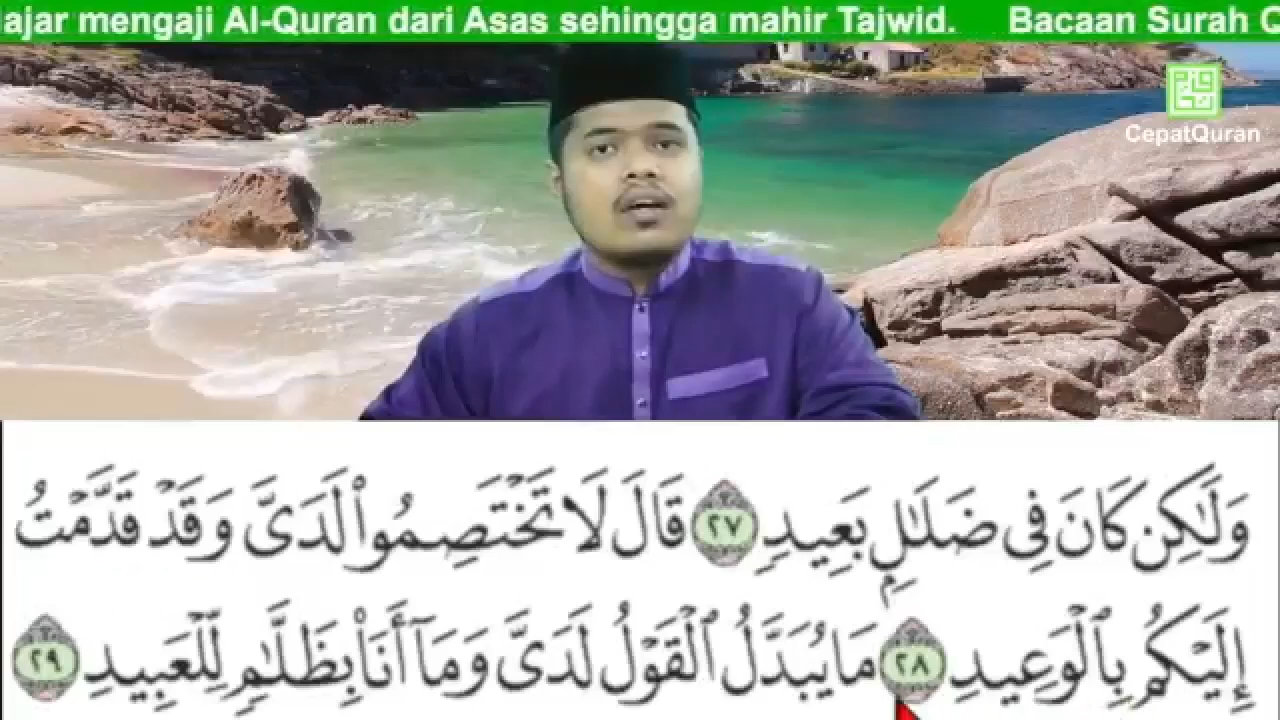 ajar mengaji Al-Quran dari Asas sehingga mahir Tajwid. Bacaan Surah
CepatQuran
وَلَٰكِن كَانَ فِي ضَلَٰلٍۭ بَعِيدٍ ٢٧ قَالَ لَا تَخْتَصِمُوا۟ لَدَىَّ وَقَدْ قَدَّمْتُ
إِلَيْكُم بِٱلْوَعِيدِ ٢٨ مَا يُبَدَّلُ ٱلْقَوْلُ لَدَىَّ وَمَآ أَنَا۠ بِظَلَّٰمٍ لِّلْعَبِيدِ ٢٩